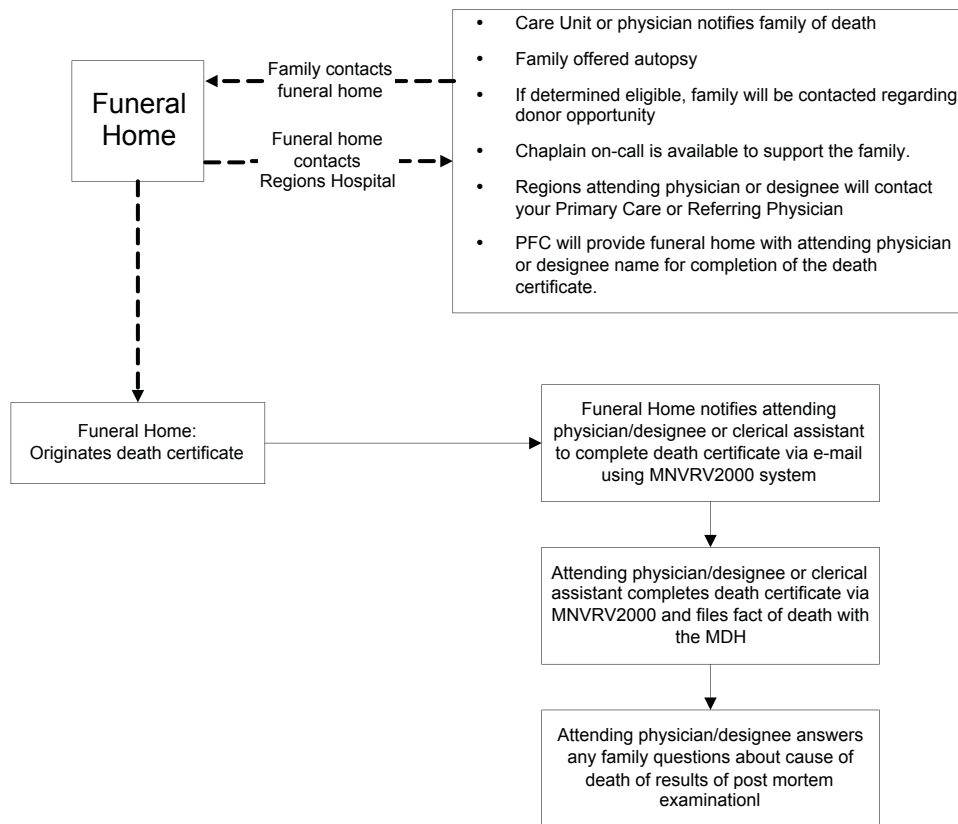 • Care Unit or physician notifies family of death
• Family offered autopsy
• If determined eligible, family will be contacted regarding
donor opportunity
• Chaplain on-call is available to support the family.
• Regions attending physician or designee will contact
your Primary Care or Referring Physician
• PFC will provide funeral home with attending physician
or designee name for completion of the death
certificate.
Funeral
Home
Family contacts
funeral home
Funeral home
contacts
Regions Hospital
Funeral Home:
Originates death certificate
Funeral Home notifies attending
physician/designee or clerical assistant
to complete death certificate via e-mail
using MNVRV2000 system
Attending physician/designee or clerical
assistant completes death certificate via
MNVRV2000 and files fact of death with
the MDH
Attending physician/designee answers
any family questions about cause of
death of results of post mortem
examinationl